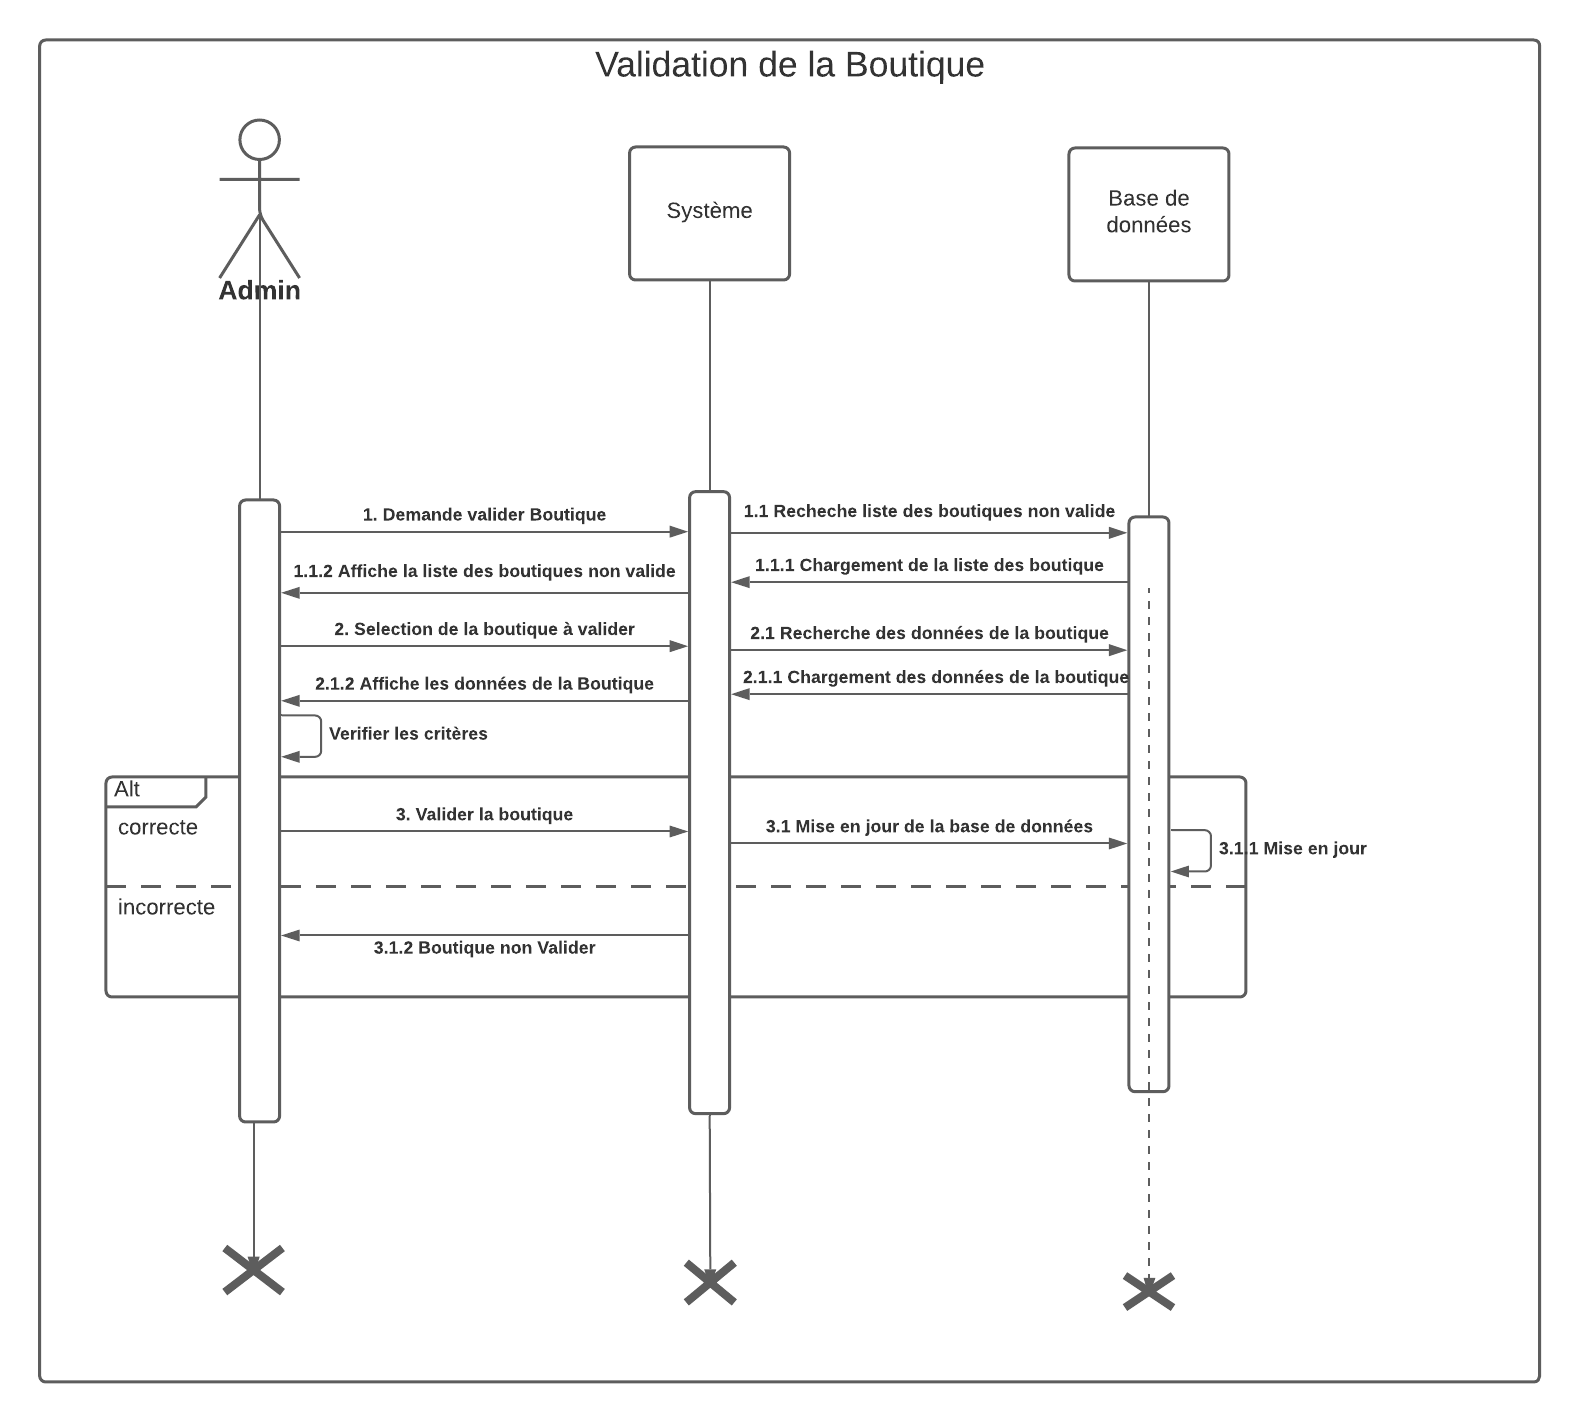 Validation de la Boutique
Système
Base de
données
Admin
1. Demande valider Boutique
1.1 Recheche liste des boutiques non valide
1.1.1 Chargement de la liste des boutique
1.1.2 Affiche la liste des boutiques non valide
2. Selection de la boutique à valider
2.1 Recherche des données de la boutique
2.1.1 Chargement des données de la boutique
2.1.2 Affiche les données de la Boutique
Verifier les critères
Alt
correcte
3. Valider la boutique
3.1 Mise en jour de la base de données
3.1.1 Mise en jour
incorrecte
3.1.2 Boutique non Valider